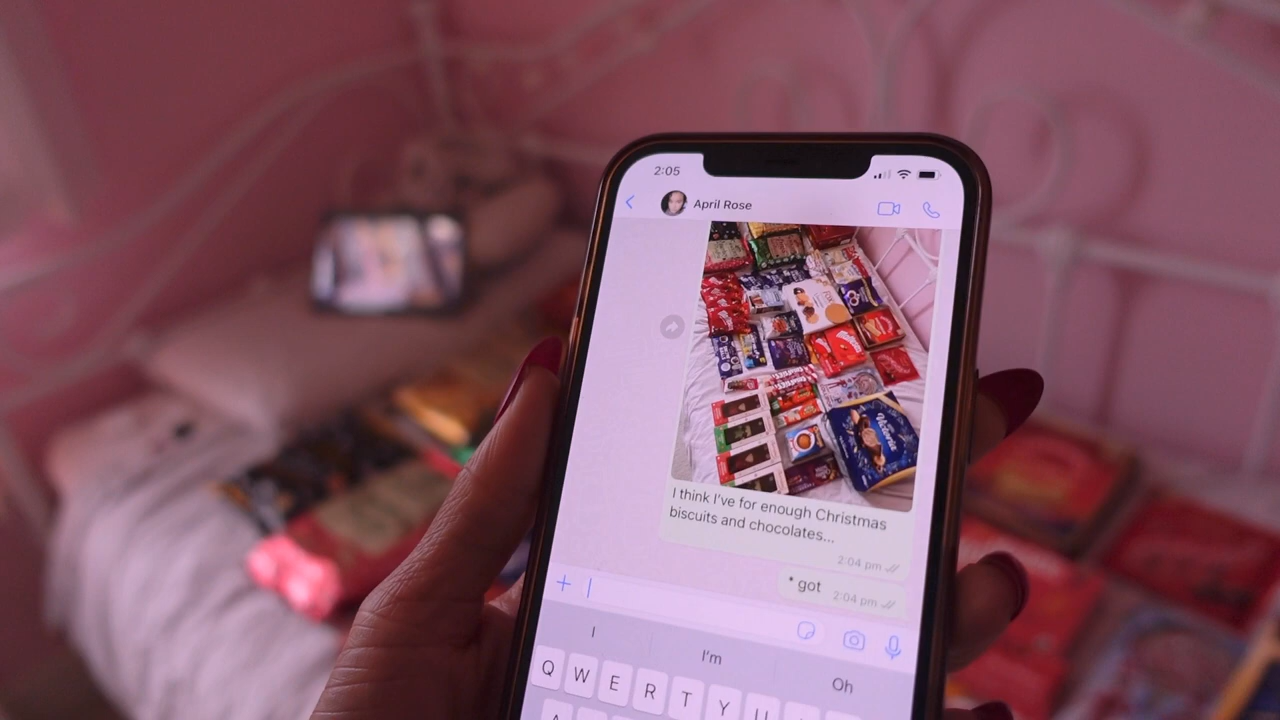 2:05
April Rose
Victoria
I think I've for enough Christmas
biscuits and chocolates...
2:04 pm
* got
2:04 pm
I
I'm
Oh
Q W E R T Y U